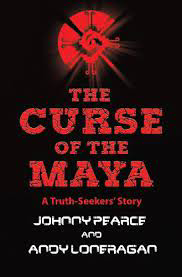 THE
CURSE
OF THE
MAYA
A Truth-Seekers' Story
JOHNNY PEARCE
AND
ANDY LONERAGAN